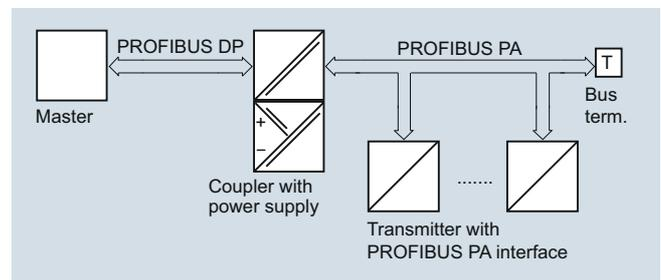 PROFIBUS DP
PROFIBUS PA
T
Master
Bus
term.
+
–
Coupler with
power supply
.......
Transmitter with
PROFIBUS PA interface